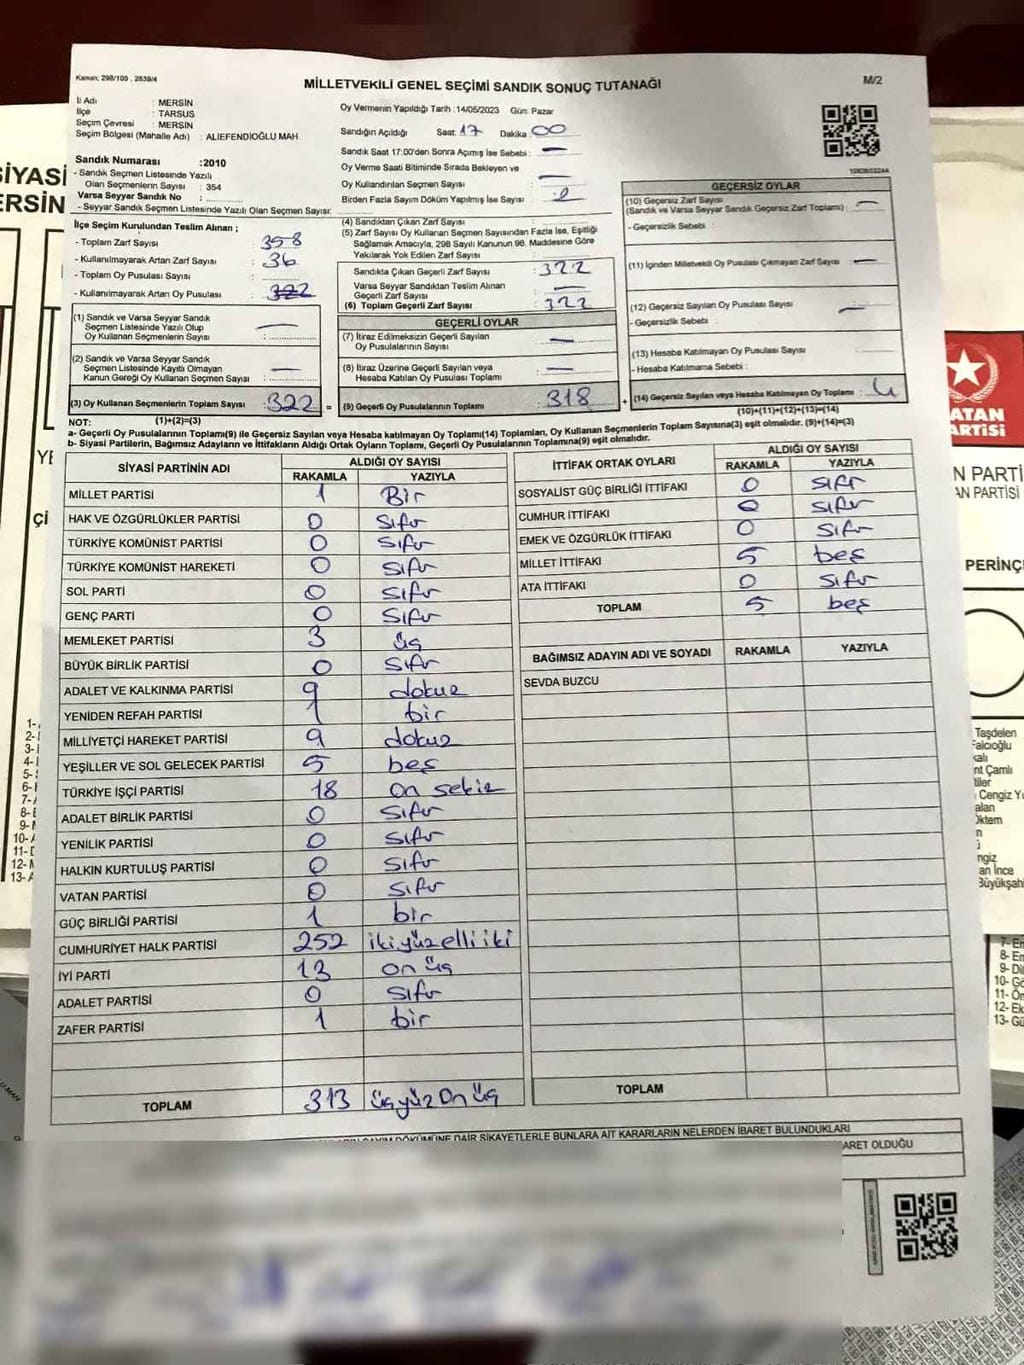 Kanun; 298/105 , 2839/4
MİLLETVEKİLİ GENEL SEÇİMİ SANDIK SONUÇ TUTANAĞI
M/2
İl Adı : MERSİN
İlçe : TARSUS
Seçim Çevresi : MERSİN
Seçim Bölgesi (Mahalle Adı) : ALİEFENDİOĞLU MAH.
Sandık Numarası :2010
- Sandık Seçmen Listesinde Yazılı
Olan Seçmenlerin Sayısı : 354
Varsa Seyyar Sandık No :
- Seyyar Sandık Seçmen Listesinde Yazılı Olan Seçmen Sayısı:
Oy Vermenin Yapıldığı Tarih :14/05/2023 Gün: Pazar
Sandığın Açıldığı Saat: 17 Dakika: 00
Sandık Saat 17:00'den Sonra Açımış İse Sebebi : —
Oy Verme Saati Bitiminde Sırada Bekleyen ve
Oy Kullandırılan Seçmen Sayısı : —
Birden Fazla Sayım Döküm Yapılmış İse Sayısı :
İlçe Seçim Kurulundan Teslim Alınan ;
- Toplam Zarf Sayısı : 358
- Kullanılmayarak Artan Zarf Sayısı : 36
- Toplam Oy Pusulası Sayısı :
- Kullanılmayarak Artan Oy Pusulası : 322
(1) Sandık ve Varsa Seyyar Sandık
Seçmen Listesinde Yazılı Olup
Oy Kullanan Seçmenlerin Sayısı : —
(2) Sandık ve Varsa Seyyar Sandık
Seçmen Listesinde Kayıtlı Olmayan
Kanun Gereği Oy Kullanan Seçmen Sayısı : —
(3) Oy Kullanan Seçmenlerin Toplam Sayısı : 322 =
(1)+(2)=(3)
(4) Sandıktan Çıkan Zarf Sayısı :
(5) Zarf Sayısı Oy Kullanan Seçmen Sayısından Fazla İse, Eşitliği
Sağlamak Amacıyla, 298 Sayılı Kanunun 98. Maddesine Göre
Yakılarak Yok Edilen Zarf Sayısı :
Sandıkta Çıkan Geçerli Zarf Sayısı : 322
Varsa Seyyar Sandıktan Teslim Alınan
Geçerli Zarf Sayısı : —
(6) Toplam Geçerli Zarf Sayısı : 322
GEÇERLİ OYLAR
(7) İtiraz Edilmeksizin Geçerli Sayılan
Oy Pusulalarının Sayısı : —
(8) İtiraz Üzerine Geçerli Sayılan veya
Hesaba Katılan Oy Pusulası Toplamı : —
(9) Geçerli Oy Pusulalarının Toplamı : 318 +
GEÇERSİZ OYLAR
(10) Geçersiz Zarf Sayısı
(Sandık ve Varsa Seyyar Sandık Geçersiz Zarf Toplamı) : —
- Geçersizlik Sebebi :
(11) İçinden Milletvekili Oy Pusulası Çıkmayan Zarf Sayısı : —
(12) Geçersiz Sayılan Oy Pusulası Sayısı : —
- Geçersizlik Sebebi :
(13) Hesaba Katılmayan Oy Pusulası Sayısı :
- Hesaba Katılmama Sebebi :
(14) Geçersiz Sayılan veya Hesaba Katılmayan Oy Toplamı : 4
(10)+(11)+(12)+(13)=(14)
NOT:
a- Geçerli Oy Pusulalarının Toplamı(9) ile Geçersiz Sayılan veya Hesaba katılmayan Oy Toplamı(14) Toplamları, Oy Kullanan Seçmenlerin Toplam Sayısına(3) eşit olmalıdır. (9)+(14)=(3)
b- Siyasi Partilerin, Bağımsız Adayların ve İttifakların Aldığı Ortak Oyların Toplamı, Geçerli Oy Pusulalarının Toplamına(9) eşit olmalıdır.
SİYASİ PARTİNİN ADI ALDIĞI OY SAYISI
RAKAMLA YAZIYLA
MİLLET PARTİSİ 1 Bir
HAK VE ÖZGÜRLÜKLER PARTİSİ 0 sıfır
TÜRKİYE KOMÜNİST PARTİSİ 0 sıfır
TÜRKİYE KOMÜNİST HAREKETİ 0 sıfır
SOL PARTİ 0 sıfır
GENÇ PARTİ 0 sıfır
MEMLEKET PARTİSİ 3 üç
BÜYÜK BİRLİK PARTİSİ 0 sıfır
ADALET VE KALKINMA PARTİSİ 9 dokuz
YENİDEN REFAH PARTİSİ 1 bir
MİLLİYETÇİ HAREKET PARTİSİ 9 dokuz
YEŞİLLER VE SOL GELECEK PARTİSİ 5 beş
TÜRKİYE İŞÇİ PARTİSİ 18 on sekiz
ADALET BİRLİK PARTİSİ 0 sıfır
YENİLİK PARTİSİ 0 sıfır
HALKIN KURTULUŞ PARTİSİ 0 sıfır
VATAN PARTİSİ 0 sıfır
GÜÇ BİRLİĞİ PARTİSİ 1 bir
CUMHURİYET HALK PARTİSİ 252 ikiyüzelliiki
İYİ PARTİ 13 on üç
ADALET PARTİSİ 0 sıfır
ZAFER PARTİSİ 1 bir
TOPLAM 313 üçyüz on üç
İTTİFAK ORTAK OYLARI ALDIĞI OY SAYISI
RAKAMLA YAZIYLA
SOSYALİST GÜÇ BİRLİĞİ İTTİFAKI 0 sıfır
CUMHUR İTTİFAKI 0 sıfır
EMEK VE ÖZGÜRLÜK İTTİFAKI 0 sıfır
MİLLET İTTİFAKI 5 beş
ATA İTTİFAKI 0 sıfır
TOPLAM 5 beş
BAĞIMSIZ ADAYIN ADI VE SOYADI RAKAMLA YAZIYLA
SEVDA BUZCU
TOPLAM
DÖKÜMÜNE DAİR ŞİKAYETLERLE BUNLARA AİT KARARLARIN NELERDEN İBARET BULUNDUKLARI
ARET OLDUĞU
SİYASİ
ERSİN
ATAN
ARTİSİ
N PARTİ
AN PARTİSİ
PERİNÇ
Taşdelen
Falcıoğlu
nt Çamlı
Cengiz Yı
an İnce
Büyükşah